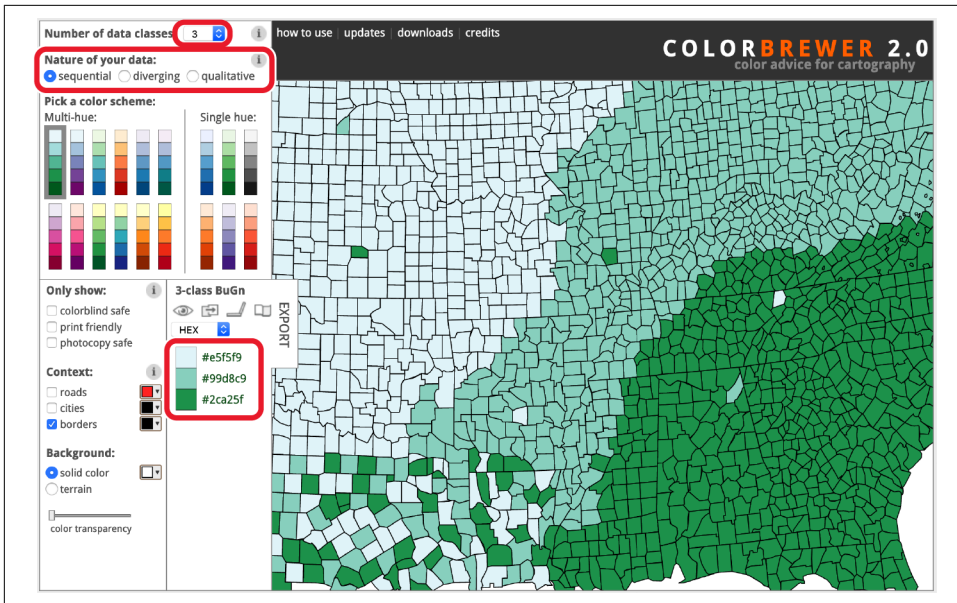 Number of data classes 3 i
how to use updates downloads credits
COLORBREWER 2.0
color advice for cartography
Nature of your data: i
sequential diverging qualitative
Pick a color scheme:
Multi-hue: Single hue:
Only show: i
colorblind safe
print friendly
photocopy safe
Context: i
roads
cities
borders
Background:
solid color
terrain
color transparency
3-class BuGn
HEX
#e5f5f9
#99d8c9
#2ca25f
EXPORT